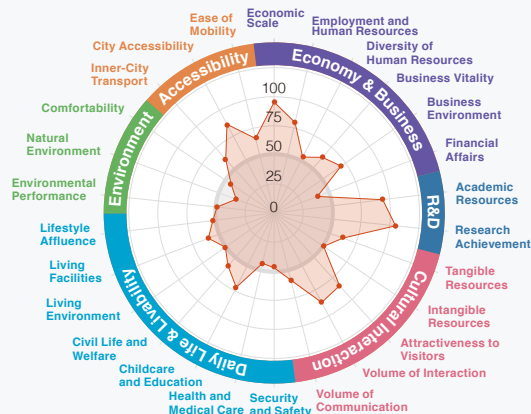 Economic
Scale
Employment and
Human Resources
Diversity of
Human Resources
Business Vitality
Business
Environment
Financial
Affairs
Academic
Resources
Research
Achievement
Tangible
Resources
Intangible
Resources
Attractiveness to
Visitors
Volume of Interaction
Volume of
Communication
Security
and Safety
Health and
Medical Care
Childcare
and Education
Civil Life and
Welfare
Living
Environment
Living
Facilities
Lifestyle
Affluence
Environmental
Performance
Natural
Environment
Comfortability
Inner-City
Transport
City Accessibility
Ease of
Mobility
Economy & Business
R&D
Cultural Interaction
Daily Life & Livability
Environment
Accessibility
100
75
50
25
0